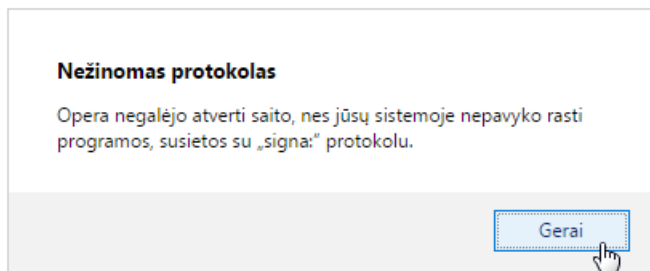 Nežinomas protokolas
Opera negalėjo atverti saito, nes jūsų sistemoje nepavyko rasti
programos, susietos su „signa:“ protokolu.
Gerai